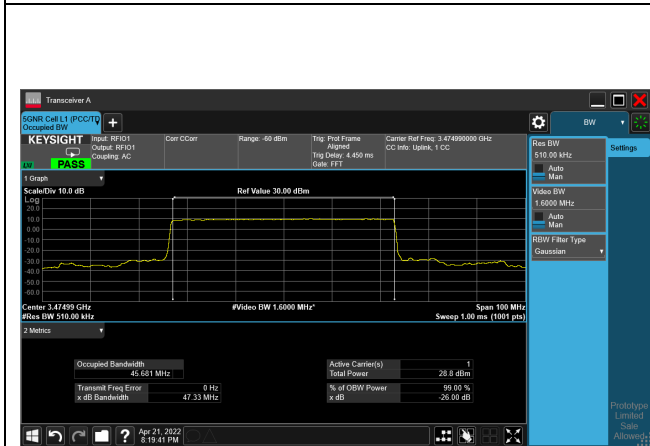 Transceiver A
5GNR Cell L1 (PCC/TD
Occupied BW
BW
KEYSIGHT
LXI
PASS
Input: RFIO1
Output: RFIO1
Coupling: AC
Corr CCorr
Range: -60 dBm
Trig: Prot Frame
Aligned
Trig Delay: 4.450 ms
Gate: FFT
Carrier Ref Freq: 3.474990000 GHz
CC Info: Uplink, 1 CC
Res BW
510.00 kHz
Auto
Man
Video BW
1.6000 MHz
Auto
Man
RBW Filter Type
Gaussian
Settings
1 Graph
Scale/Div 10.0 dB
Ref Value 30.00 dBm
Log
20.0
10.0
0.00
-10.0
-20.0
-30.0
-40.0
-50.0
-60.0
Center 3.47499 GHz
#Video BW 1.6000 MHz*
Span 100 MHz
#Res BW 510.00 kHz
Sweep 1.00 ms (1001 pts)
2 Metrics
Occupied Bandwidth
45.681 MHz
Active Carrier(s) 1
Total Power 28.8 dBm
Transmit Freq Error 0 Hz
x dB Bandwidth 47.33 MHz
% of OBW Power 99.00 %
x dB -26.00 dB
Prototype
Limited
Sale
Allowed
?
Apr 21, 2022
8:19:41 PM